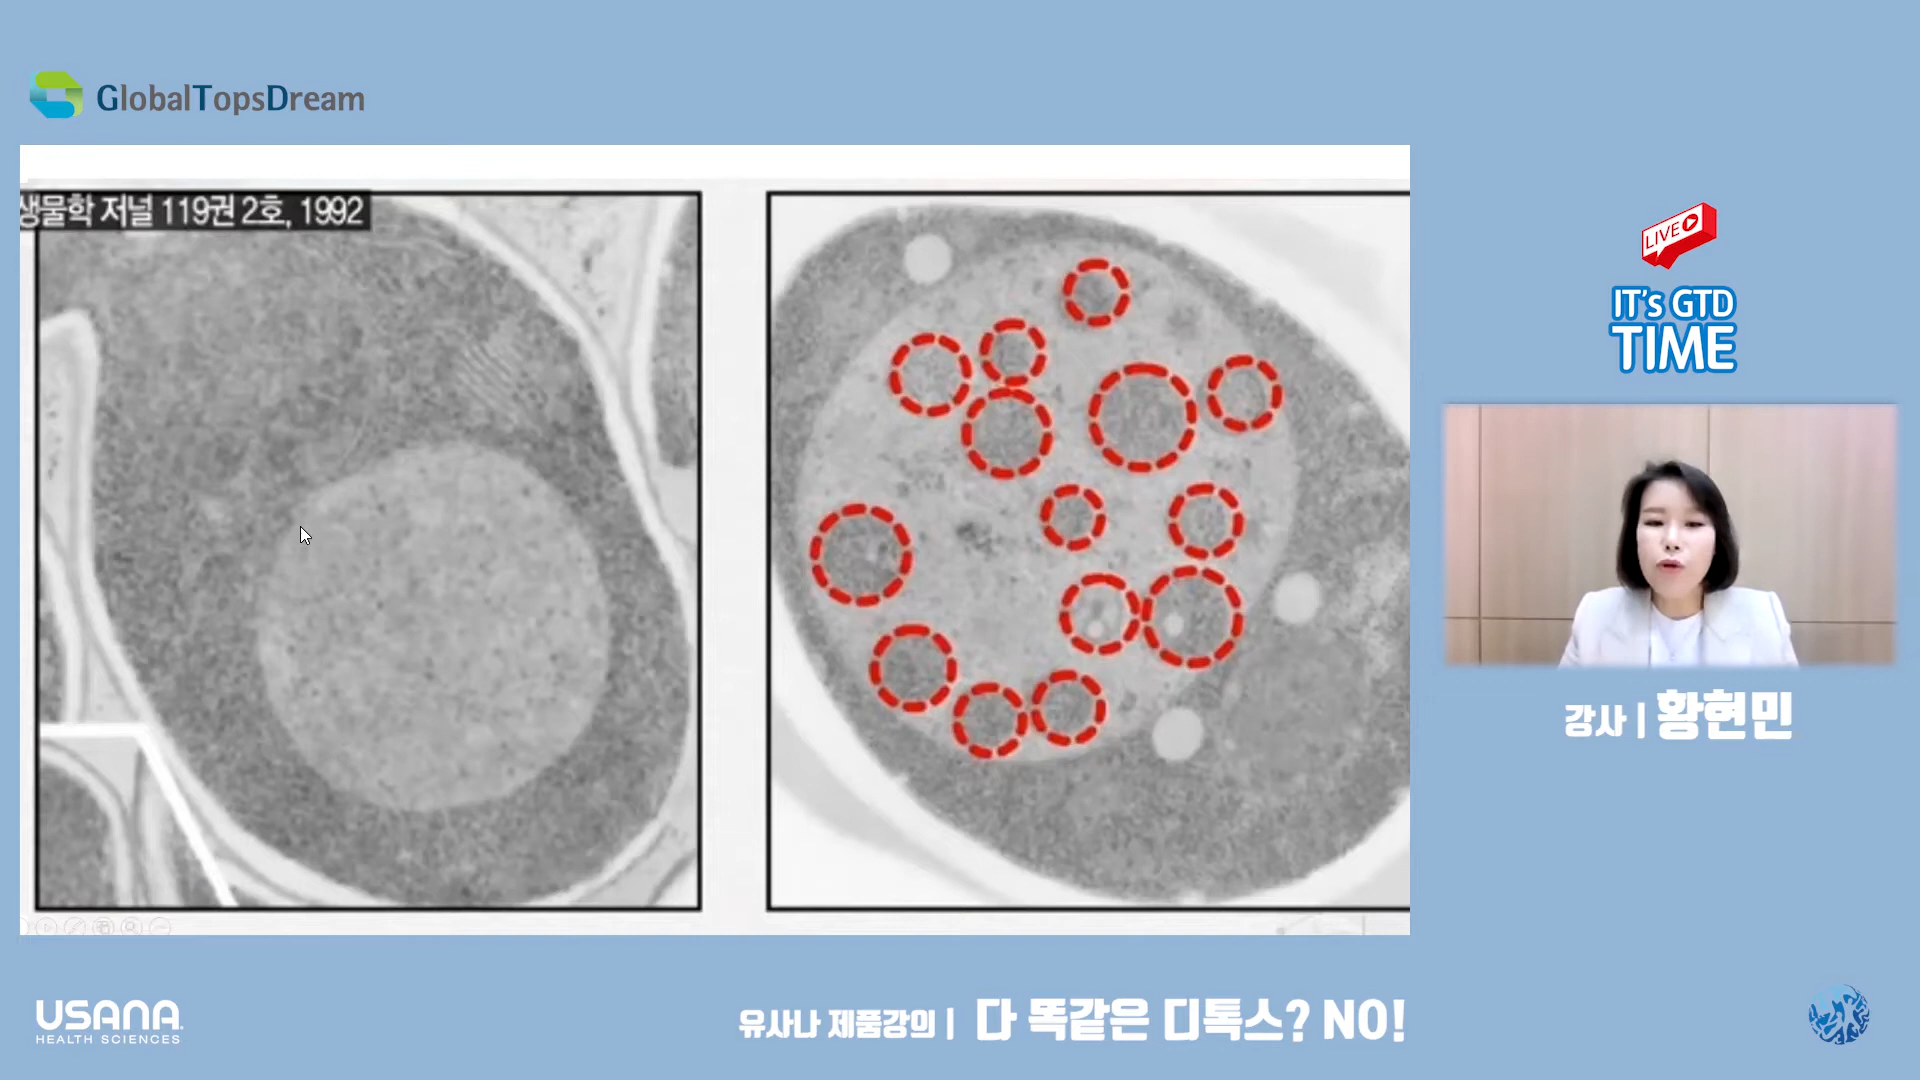 GlobalTopsDream
생물학 저널 119권 2호, 1992
LIVE
IT's GTD
TIME
강사 | 황현민
USANA
HEALTH SCIENCES
유사나 제품강의 | 다 똑같은 디톡스? NO!